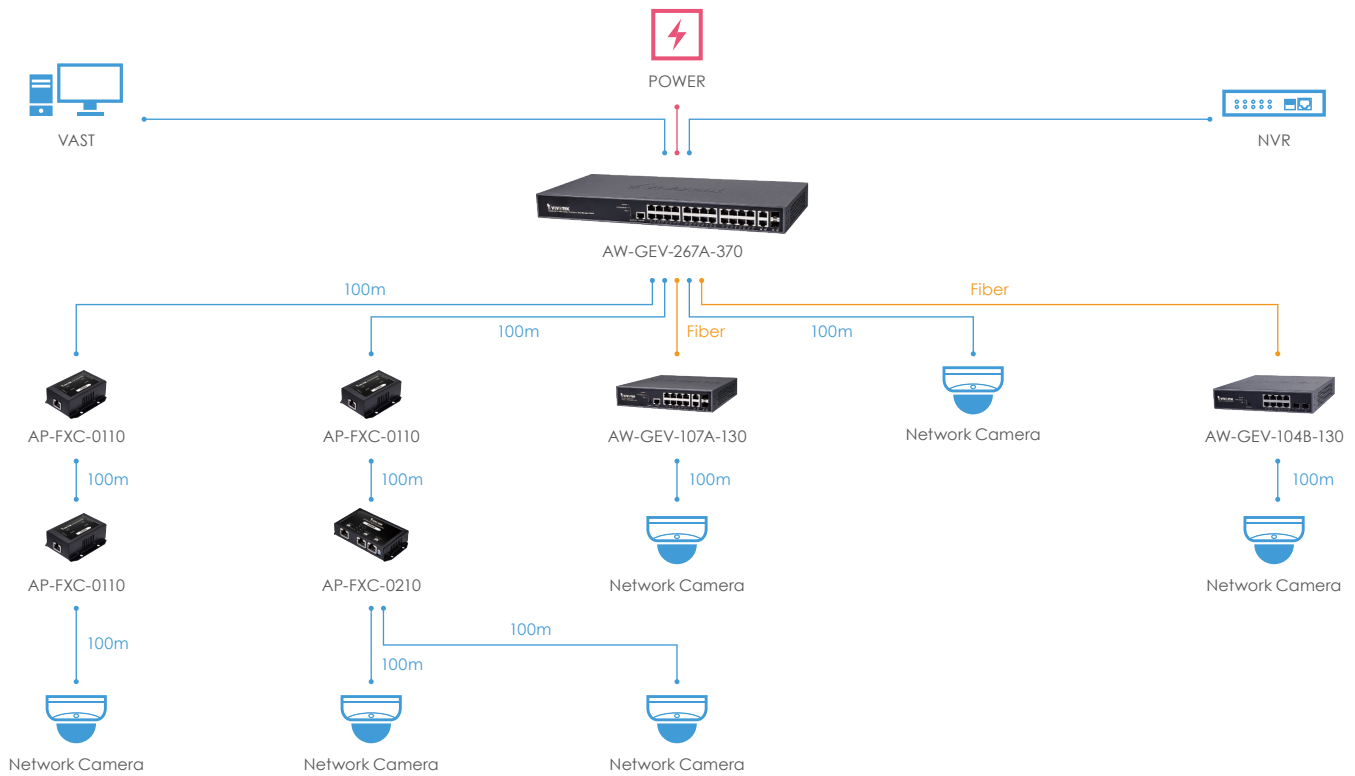 POWER
VAST
NVR
VIVOTEK
AW-GEV-267A-370
100m
Fiber
100m
Fiber
100m
AP-FXC-0110
AP-FXC-0110
AW-GEV-107A-130
Network Camera
AW-GEV-104B-130
100m
100m
100m
100m
AP-FXC-0110
AP-FXC-0210
Network Camera
Network Camera
100m
100m
100m
Network Camera
Network Camera
Network Camera